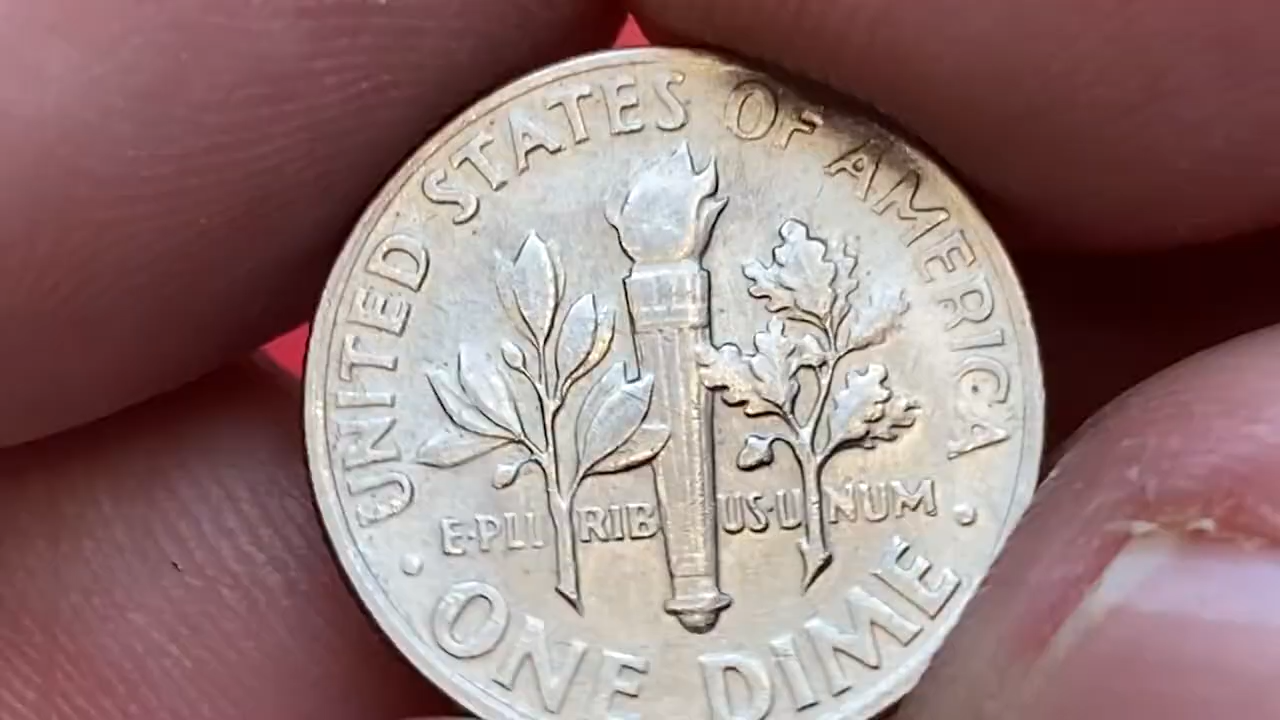 UNITED STATES OF AMERICA
E·PLURIBUS·UNUM
· ONE DIME ·